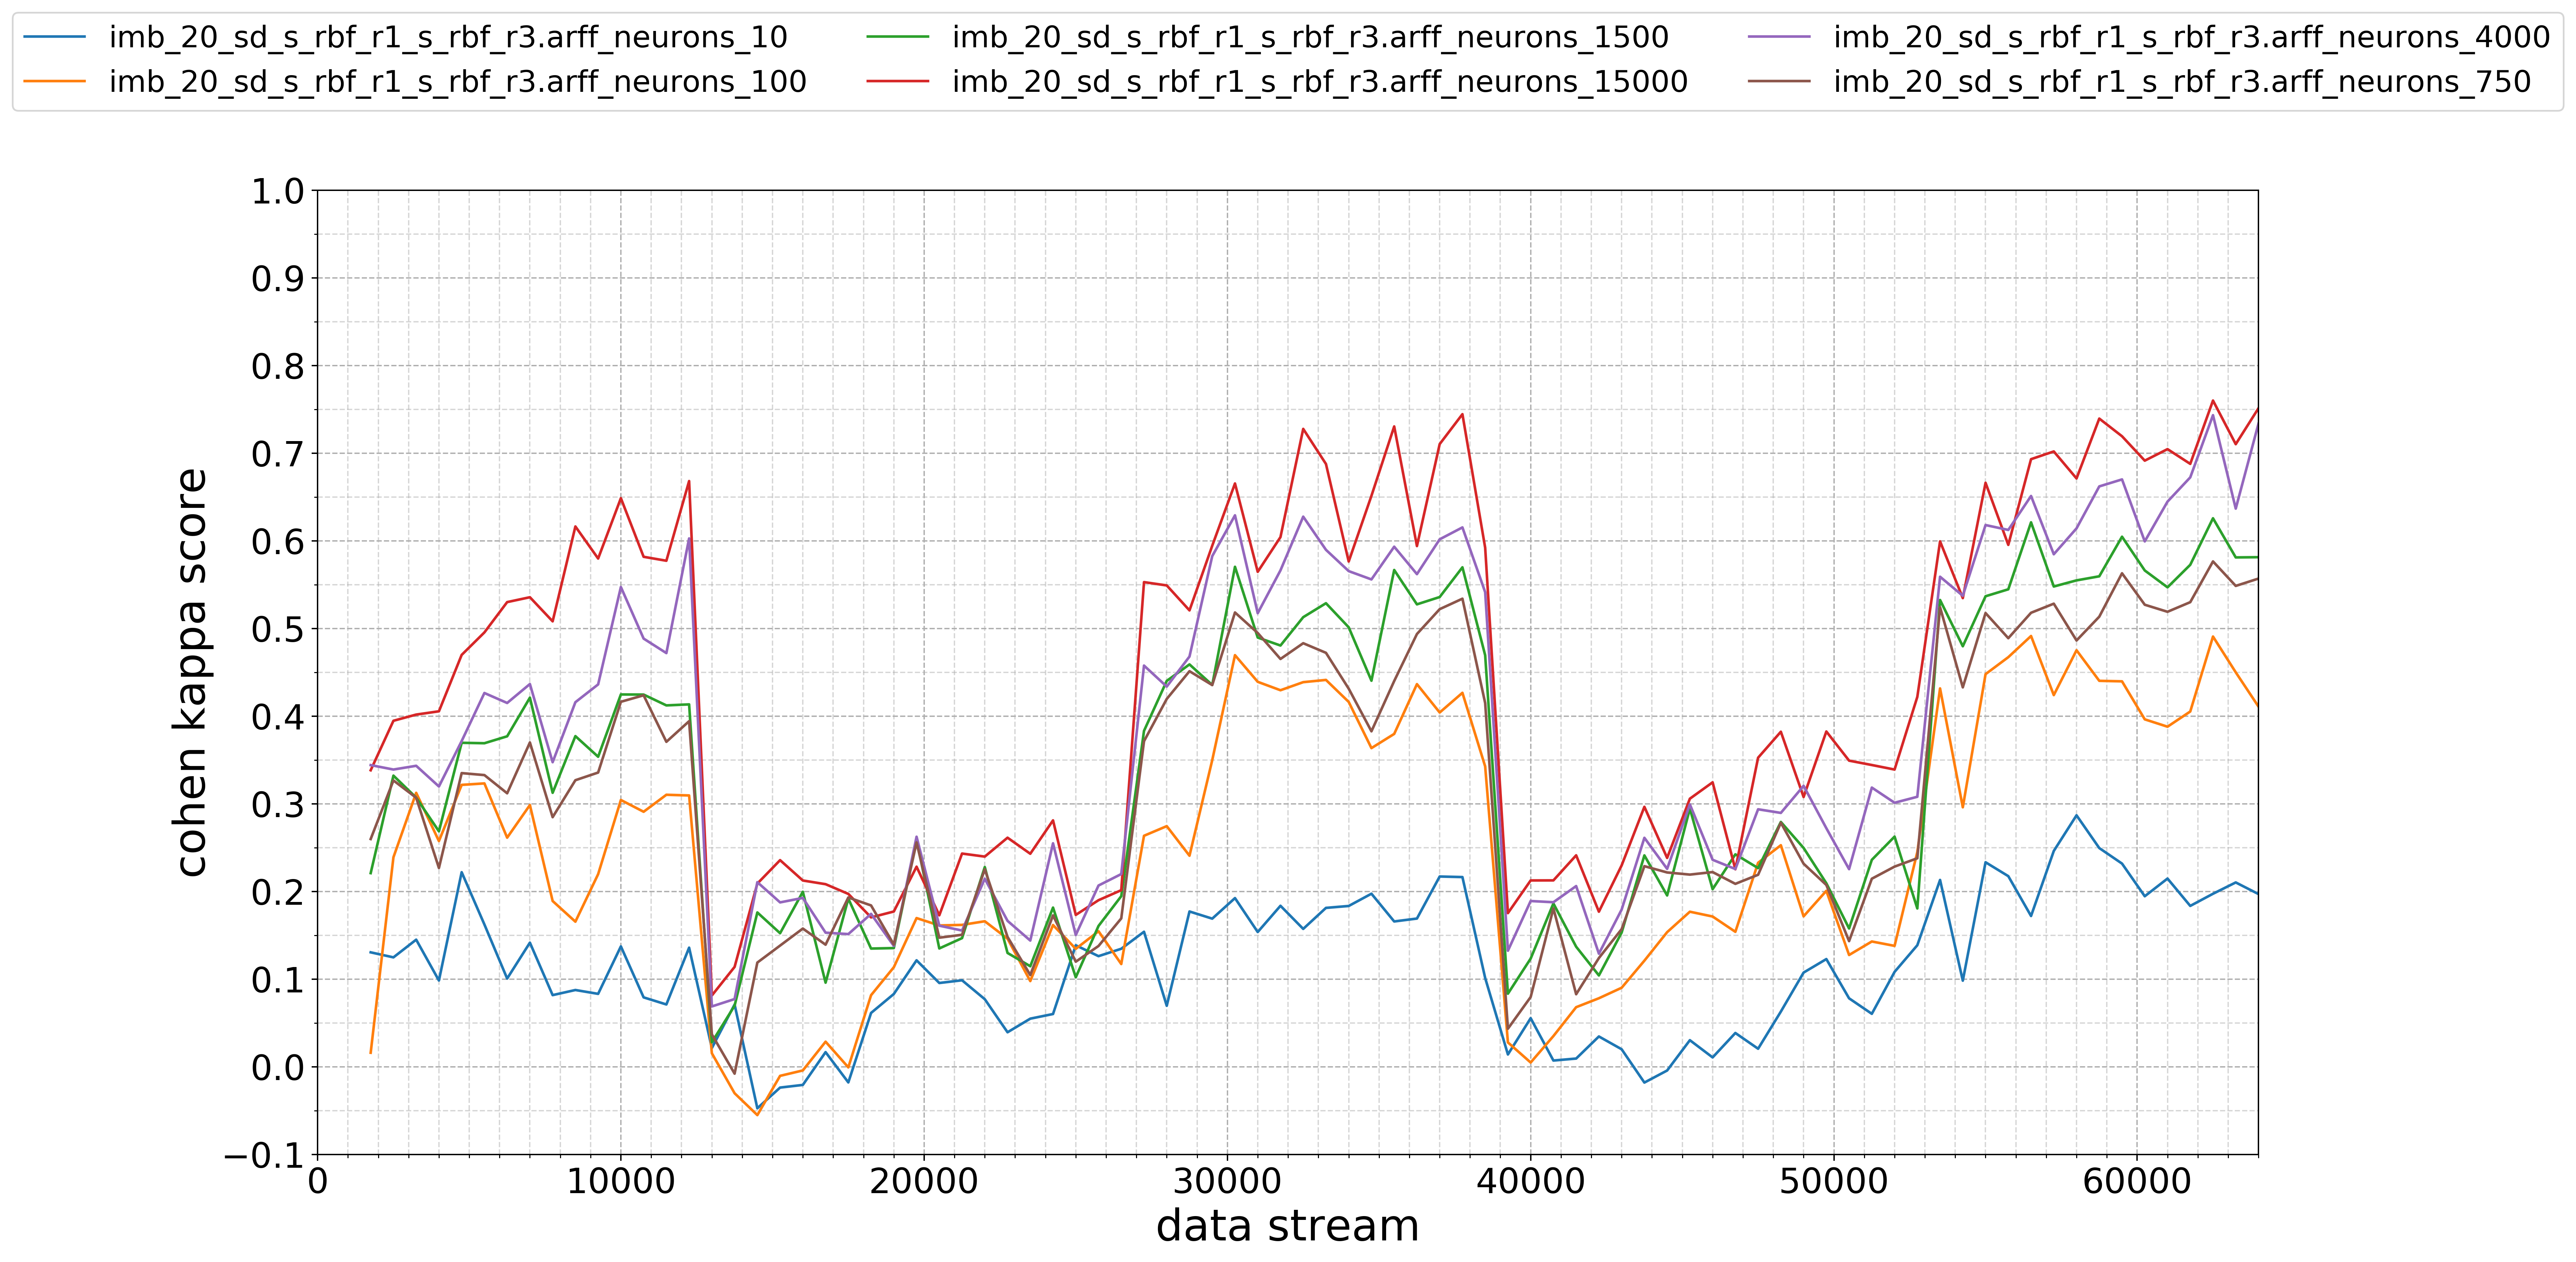 imb_20_sd_s_rbf_r1_s_rbf_r3.arff_neurons_10 imb_20_sd_s_rbf_r1_s_rbf_r3.arff_neurons_1500 imb_20_sd_s_rbf_r1_s_rbf_r3.arff_neurons_4000
imb_20_sd_s_rbf_r1_s_rbf_r3.arff_neurons_100 imb_20_sd_s_rbf_r1_s_rbf_r3.arff_neurons_15000 imb_20_sd_s_rbf_r1_s_rbf_r3.arff_neurons_750
cohen kappa score
1.0
0.9
0.8
0.7
0.6
0.5
0.4
0.3
0.2
0.1
0.0
−0.1
0 10000 20000 30000 40000 50000 60000
data stream